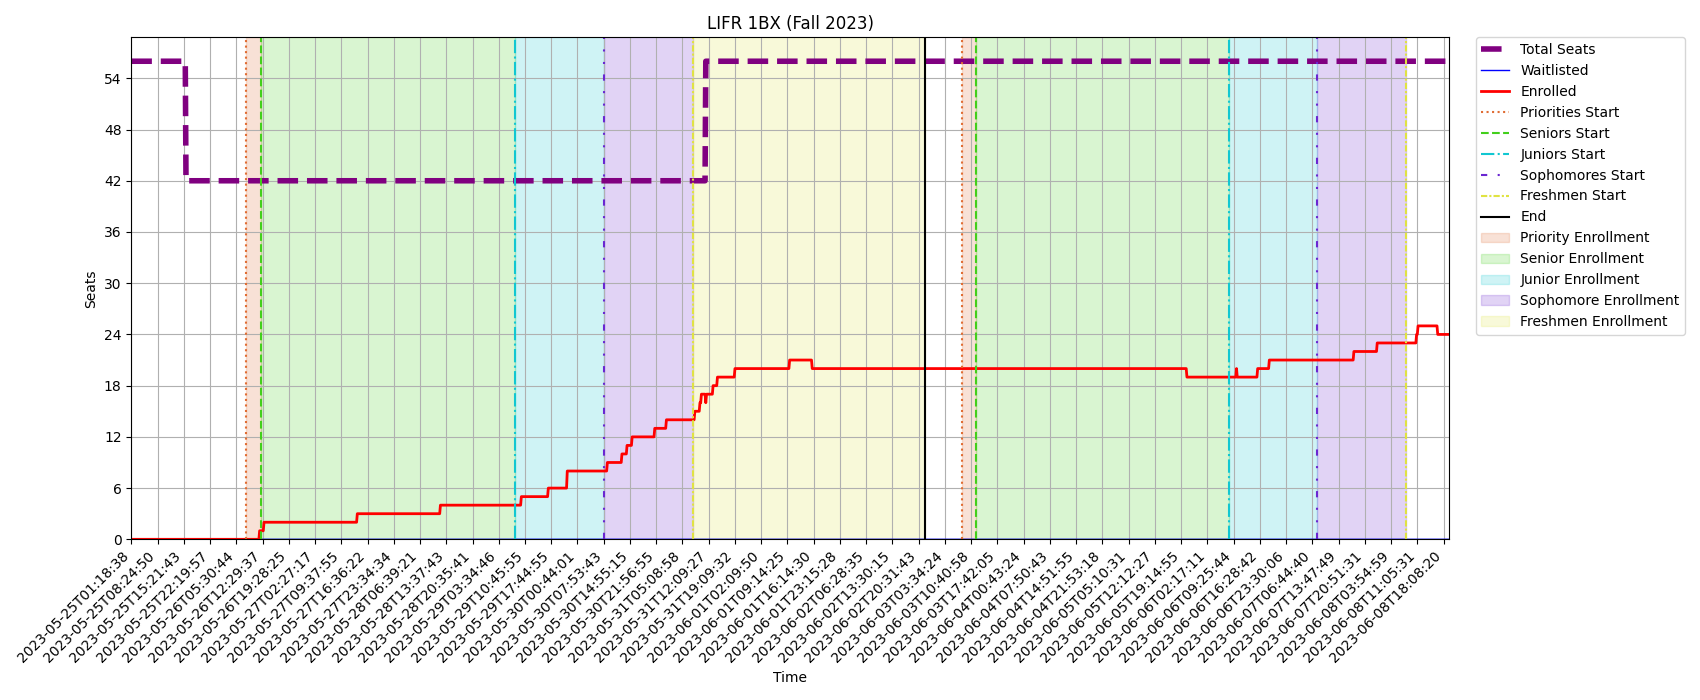 LIFR 1BX (Fall 2023)
Seats
54
48
42
36
30
24
18
12
6
0
2023-05-25T01:18:38
2023-05-25T08:24:50
2023-05-25T15:21:43
2023-05-25T22:19:57
2023-05-26T05:30:44
2023-05-26T12:29:37
2023-05-26T19:28:25
2023-05-27T02:27:17
2023-05-27T09:37:55
2023-05-27T16:36:22
2023-05-27T23:34:34
2023-05-28T06:39:21
2023-05-28T13:37:43
2023-05-28T20:35:41
2023-05-29T03:34:46
2023-05-29T10:45:55
2023-05-29T17:44:55
2023-05-30T00:44:01
2023-05-30T07:53:43
2023-05-30T14:55:15
2023-05-30T21:56:55
2023-05-31T05:08:58
2023-05-31T12:09:27
2023-05-31T19:09:32
2023-06-01T02:09:50
2023-06-01T09:14:25
2023-06-01T16:14:30
2023-06-01T23:15:28
2023-06-02T06:28:35
2023-06-02T13:30:15
2023-06-02T20:31:43
2023-06-03T03:34:24
2023-06-03T10:40:58
2023-06-03T17:42:05
2023-06-04T00:43:24
2023-06-04T07:50:43
2023-06-04T14:51:55
2023-06-04T21:53:18
2023-06-05T05:10:31
2023-06-05T12:12:27
2023-06-05T19:14:55
2023-06-06T02:17:11
2023-06-06T09:25:44
2023-06-06T16:28:42
2023-06-06T23:30:06
2023-06-07T06:44:40
2023-06-07T13:47:49
2023-06-07T20:51:31
2023-06-08T03:54:59
2023-06-08T11:05:31
2023-06-08T18:08:20
Time
Total Seats
Waitlisted
Enrolled
Priorities Start
Seniors Start
Juniors Start
Sophomores Start
Freshmen Start
End
Priority Enrollment
Senior Enrollment
Junior Enrollment
Sophomore Enrollment
Freshmen Enrollment